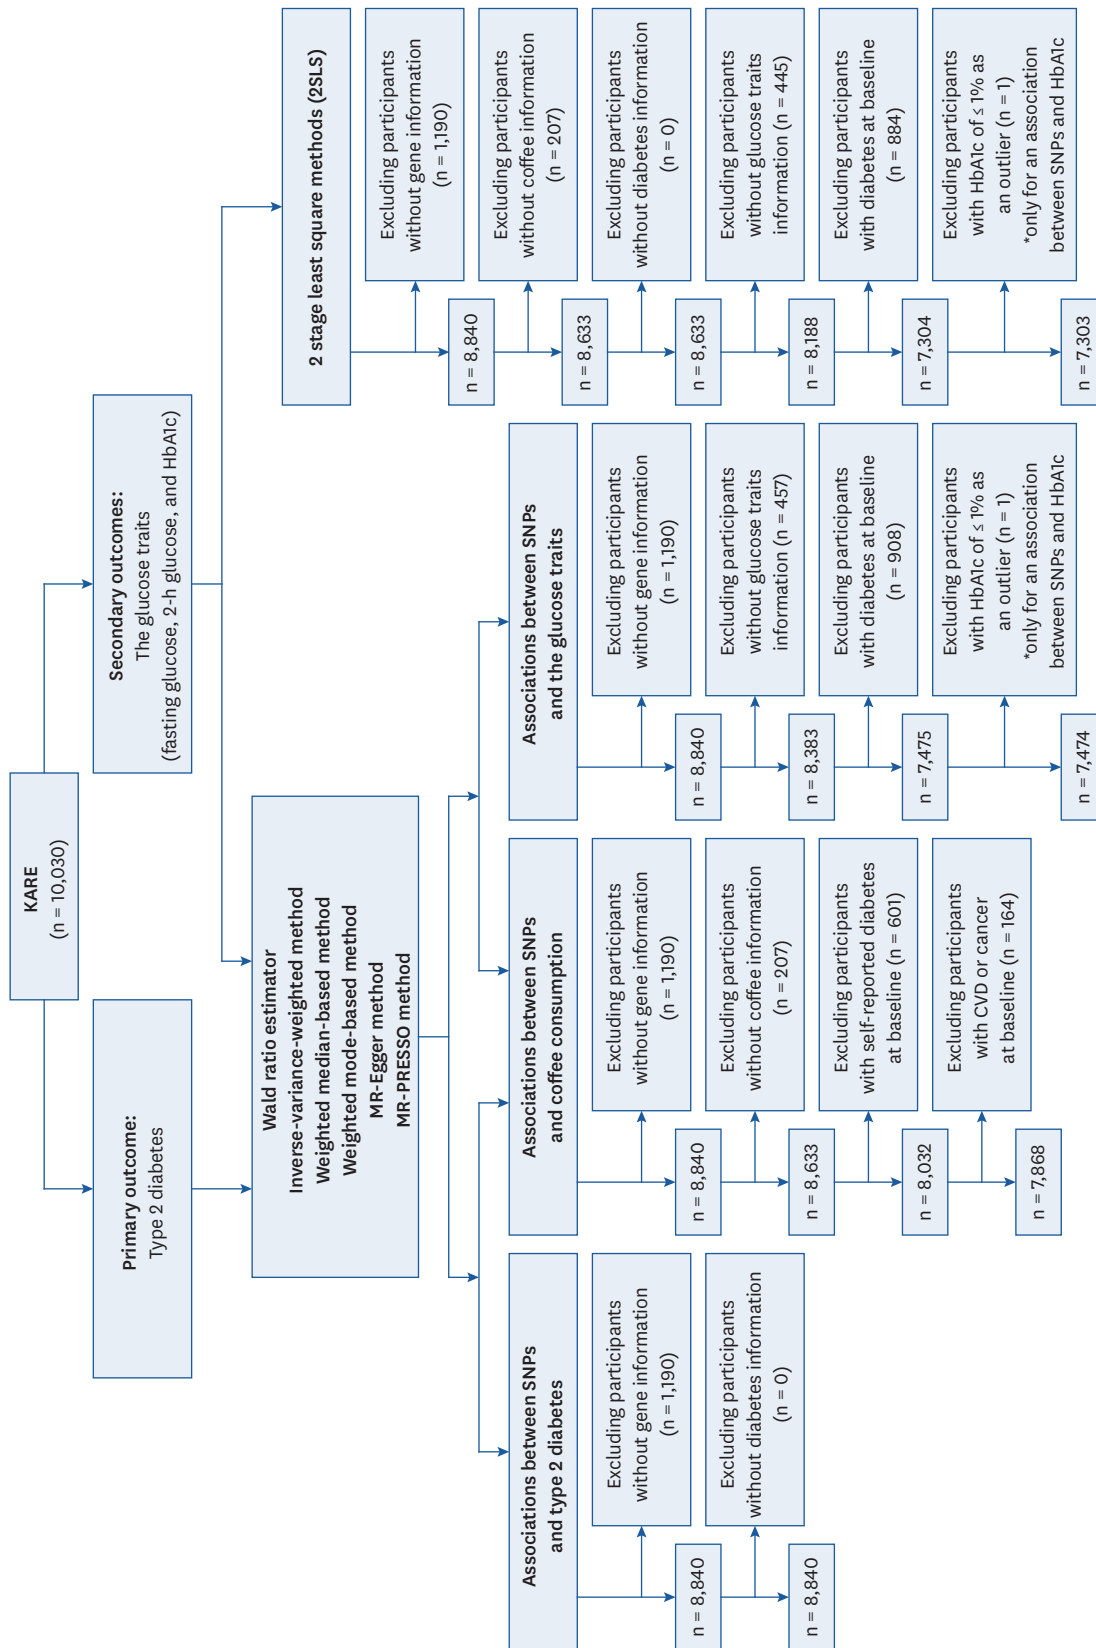 KARE
(n = 10,030)
Primary outcome:
Type 2 diabetes
Secondary outcomes:
The glucose traits
(fasting glucose, 2-h glucose, and HbA1c)
Wald ratio estimator
Inverse-variance-weighted method
Weighted median-based method
Weighted mode-based method
MR-Egger method
MR-PRESSO method
2 stage least square methods (2SLS)
Associations between SNPs
and type 2 diabetes
Excluding participants
without gene information
(n = 1,190)
n = 8,840
Excluding participants
without diabetes information
(n = 0)
n = 8,840
Associations between SNPs
and coffee consumption
Excluding participants
without gene information
(n = 1,190)
n = 8,840
Excluding participants
without coffee information
(n = 207)
n = 8,633
Excluding participants
with self-reported diabetes
at baseline (n = 601)
n = 8,032
Excluding participants
with CVD or cancer
at baseline (n = 164)
n = 7,868
Associations between SNPs
and the glucose traits
Excluding participants
without gene information
(n = 1,190)
n = 8,840
Excluding participants
without glucose traits
information (n = 457)
n = 8,383
Excluding participants
with diabetes at baseline
(n = 908)
n = 7,475
Excluding participants
with HbA1c of ≤ 1% as
an outlier (n = 1)
*only for an association
between SNPs and HbA1c
n = 7,474
Excluding participants
without gene information
(n = 1,190)
n = 8,840
Excluding participants
without coffee information
(n = 207)
n = 8,633
Excluding participants
without diabetes information
(n = 0)
n = 8,633
Excluding participants
without glucose traits
information (n = 445)
n = 8,188
Excluding participants
with diabetes at baseline
(n = 884)
n = 7,304
Excluding participants
with HbA1c of ≤ 1% as
an outlier (n = 1)
*only for an association
between SNPs and HbA1c
n = 7,303